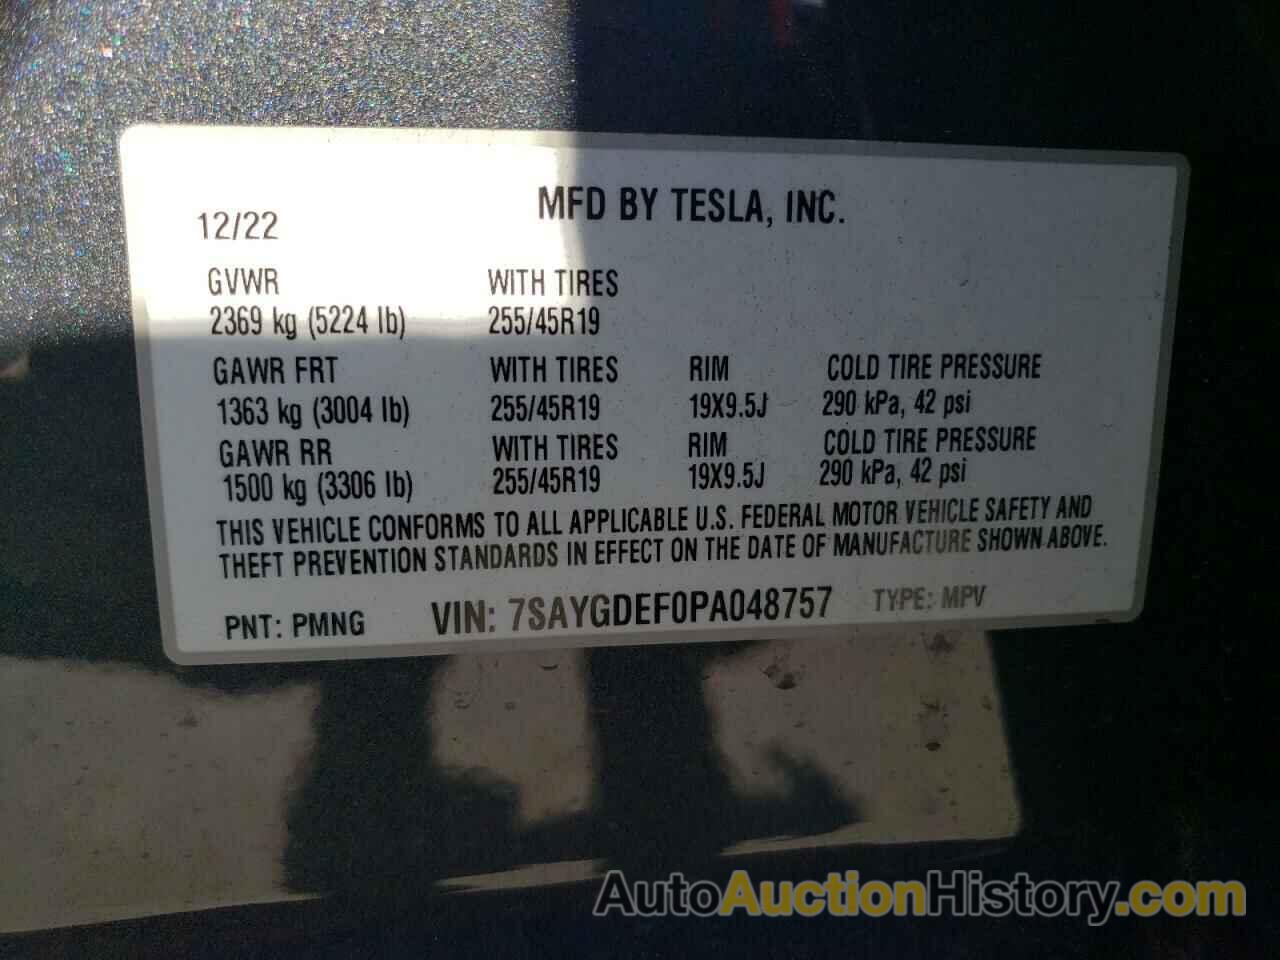 MFD BY TESLA, INC.
12/22
GVWR WITH TIRES
2369 kg (5224 lb) 255/45R19
GAWR FRT WITH TIRES RIM COLD TIRE PRESSURE
1363 kg (3004 lb) 255/45R19 19X9.5J 290 kPa, 42 psi
GAWR RR WITH TIRES RIM COLD TIRE PRESSURE
1500 kg (3306 lb) 255/45R19 19X9.5J 290 kPa, 42 psi
THIS VEHICLE CONFORMS TO ALL APPLICABLE U.S. FEDERAL MOTOR VEHICLE SAFETY AND
THEFT PREVENTION STANDARDS IN EFFECT ON THE DATE OF MANUFACTURE SHOWN ABOVE.
PNT: PMNG VIN: 7SAYGDEF0PA048757 TYPE: MPV
AutoAuctionHistory.com